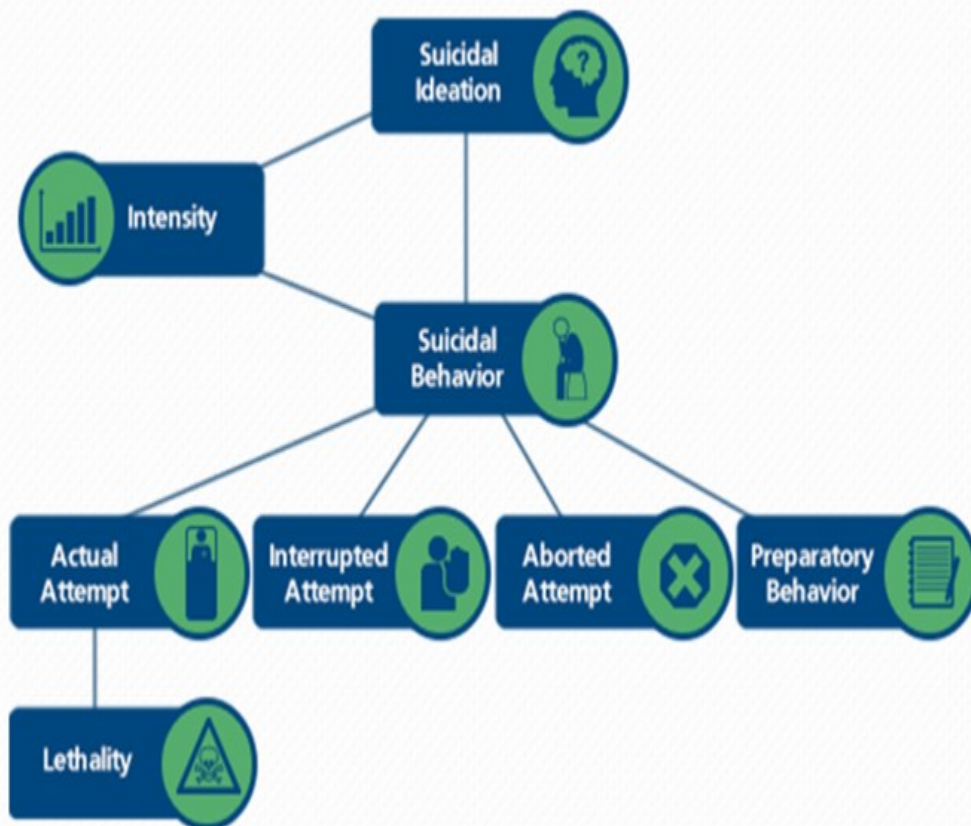 Suicidal
Ideation
Intensity
Suicidal
Behavior
Actual
Attempt
Interrupted
Attempt
Aborted
Attempt
Preparatory
Behavior
Lethality